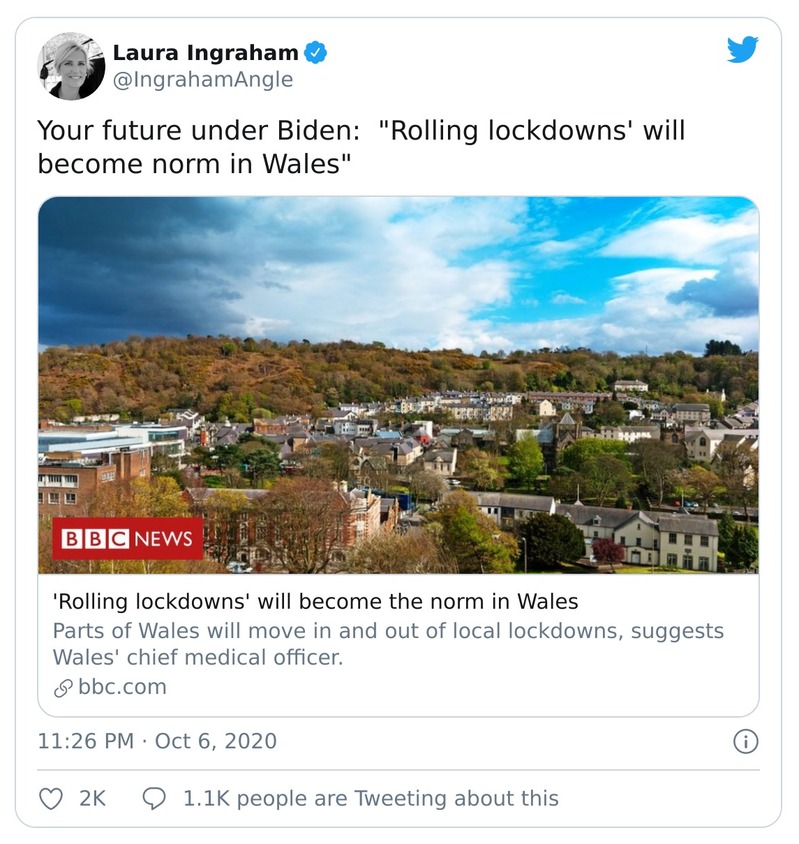 Laura Ingraham
@IngrahamAngle
Your future under Biden:  "Rolling lockdowns' will
become norm in Wales"
BBC NEWS
'Rolling lockdowns' will become the norm in Wales
Parts of Wales will move in and out of local lockdowns, suggests
Wales' chief medical officer.
bbc.com
11:26 PM · Oct 6, 2020
2K 1.1K people are Tweeting about this